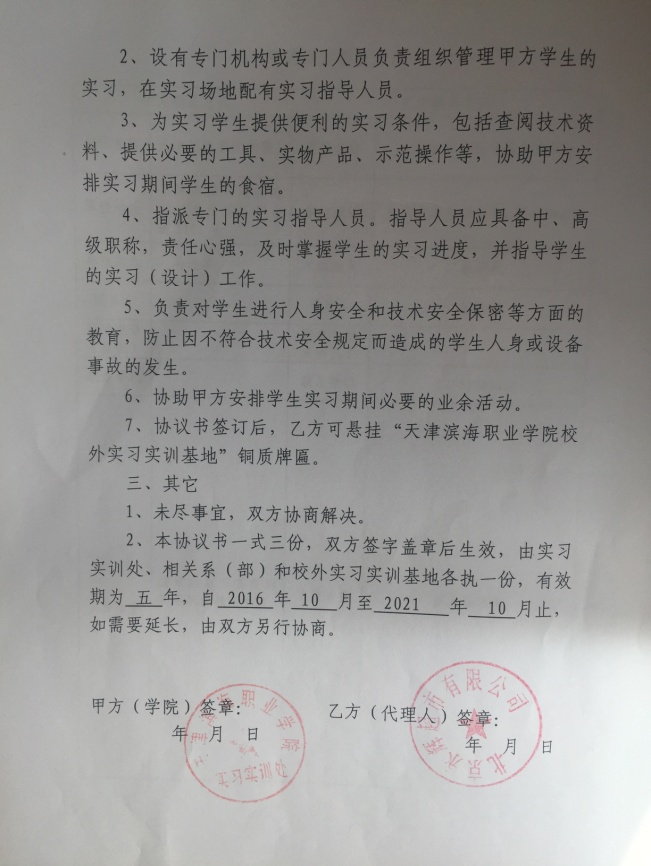 2、设有专门机构或专门人员负责组织管理甲方学生的
实习，在实习场地配有实习指导人员。
3、为实习学生提供便利的实习条件，包括查阅技术资
料、提供必要的工具、实物产品、示范操作等，协助甲方安
排实习期间学生的食宿。
4、指派专门的实习指导人员。指导人员应具备中、高
级职称，责任心强，及时掌握学生的实习进度，并指导学生
的实习（设计）工作。
5、负责对学生进行人身安全和技术安全保密等方面的
教育，防止因不符合技术安全规定而造成的学生人身或设备
事故的发生。
6、协助甲方安排学生实习期间必要的业余活动。
7、协议书签订后，乙方可悬挂“天津滨海职业学院校
外实习实训基地”铜质牌匾。
三、其它
1、未尽事宜，双方协商解决。
2、本协议书一式三份，双方签字盖章后生效，由实习
实训处、相关系（部）和校外实习实训基地各执一份，有效
期为 五 年，自 2016 年 10 月至 2021 年 10 月止，
如需要延长，由双方另行协商。
甲方（学院）签章：
年 月 日
海职业学院
乙方（代理人）签章：
年 月 日
北京 市有限公司